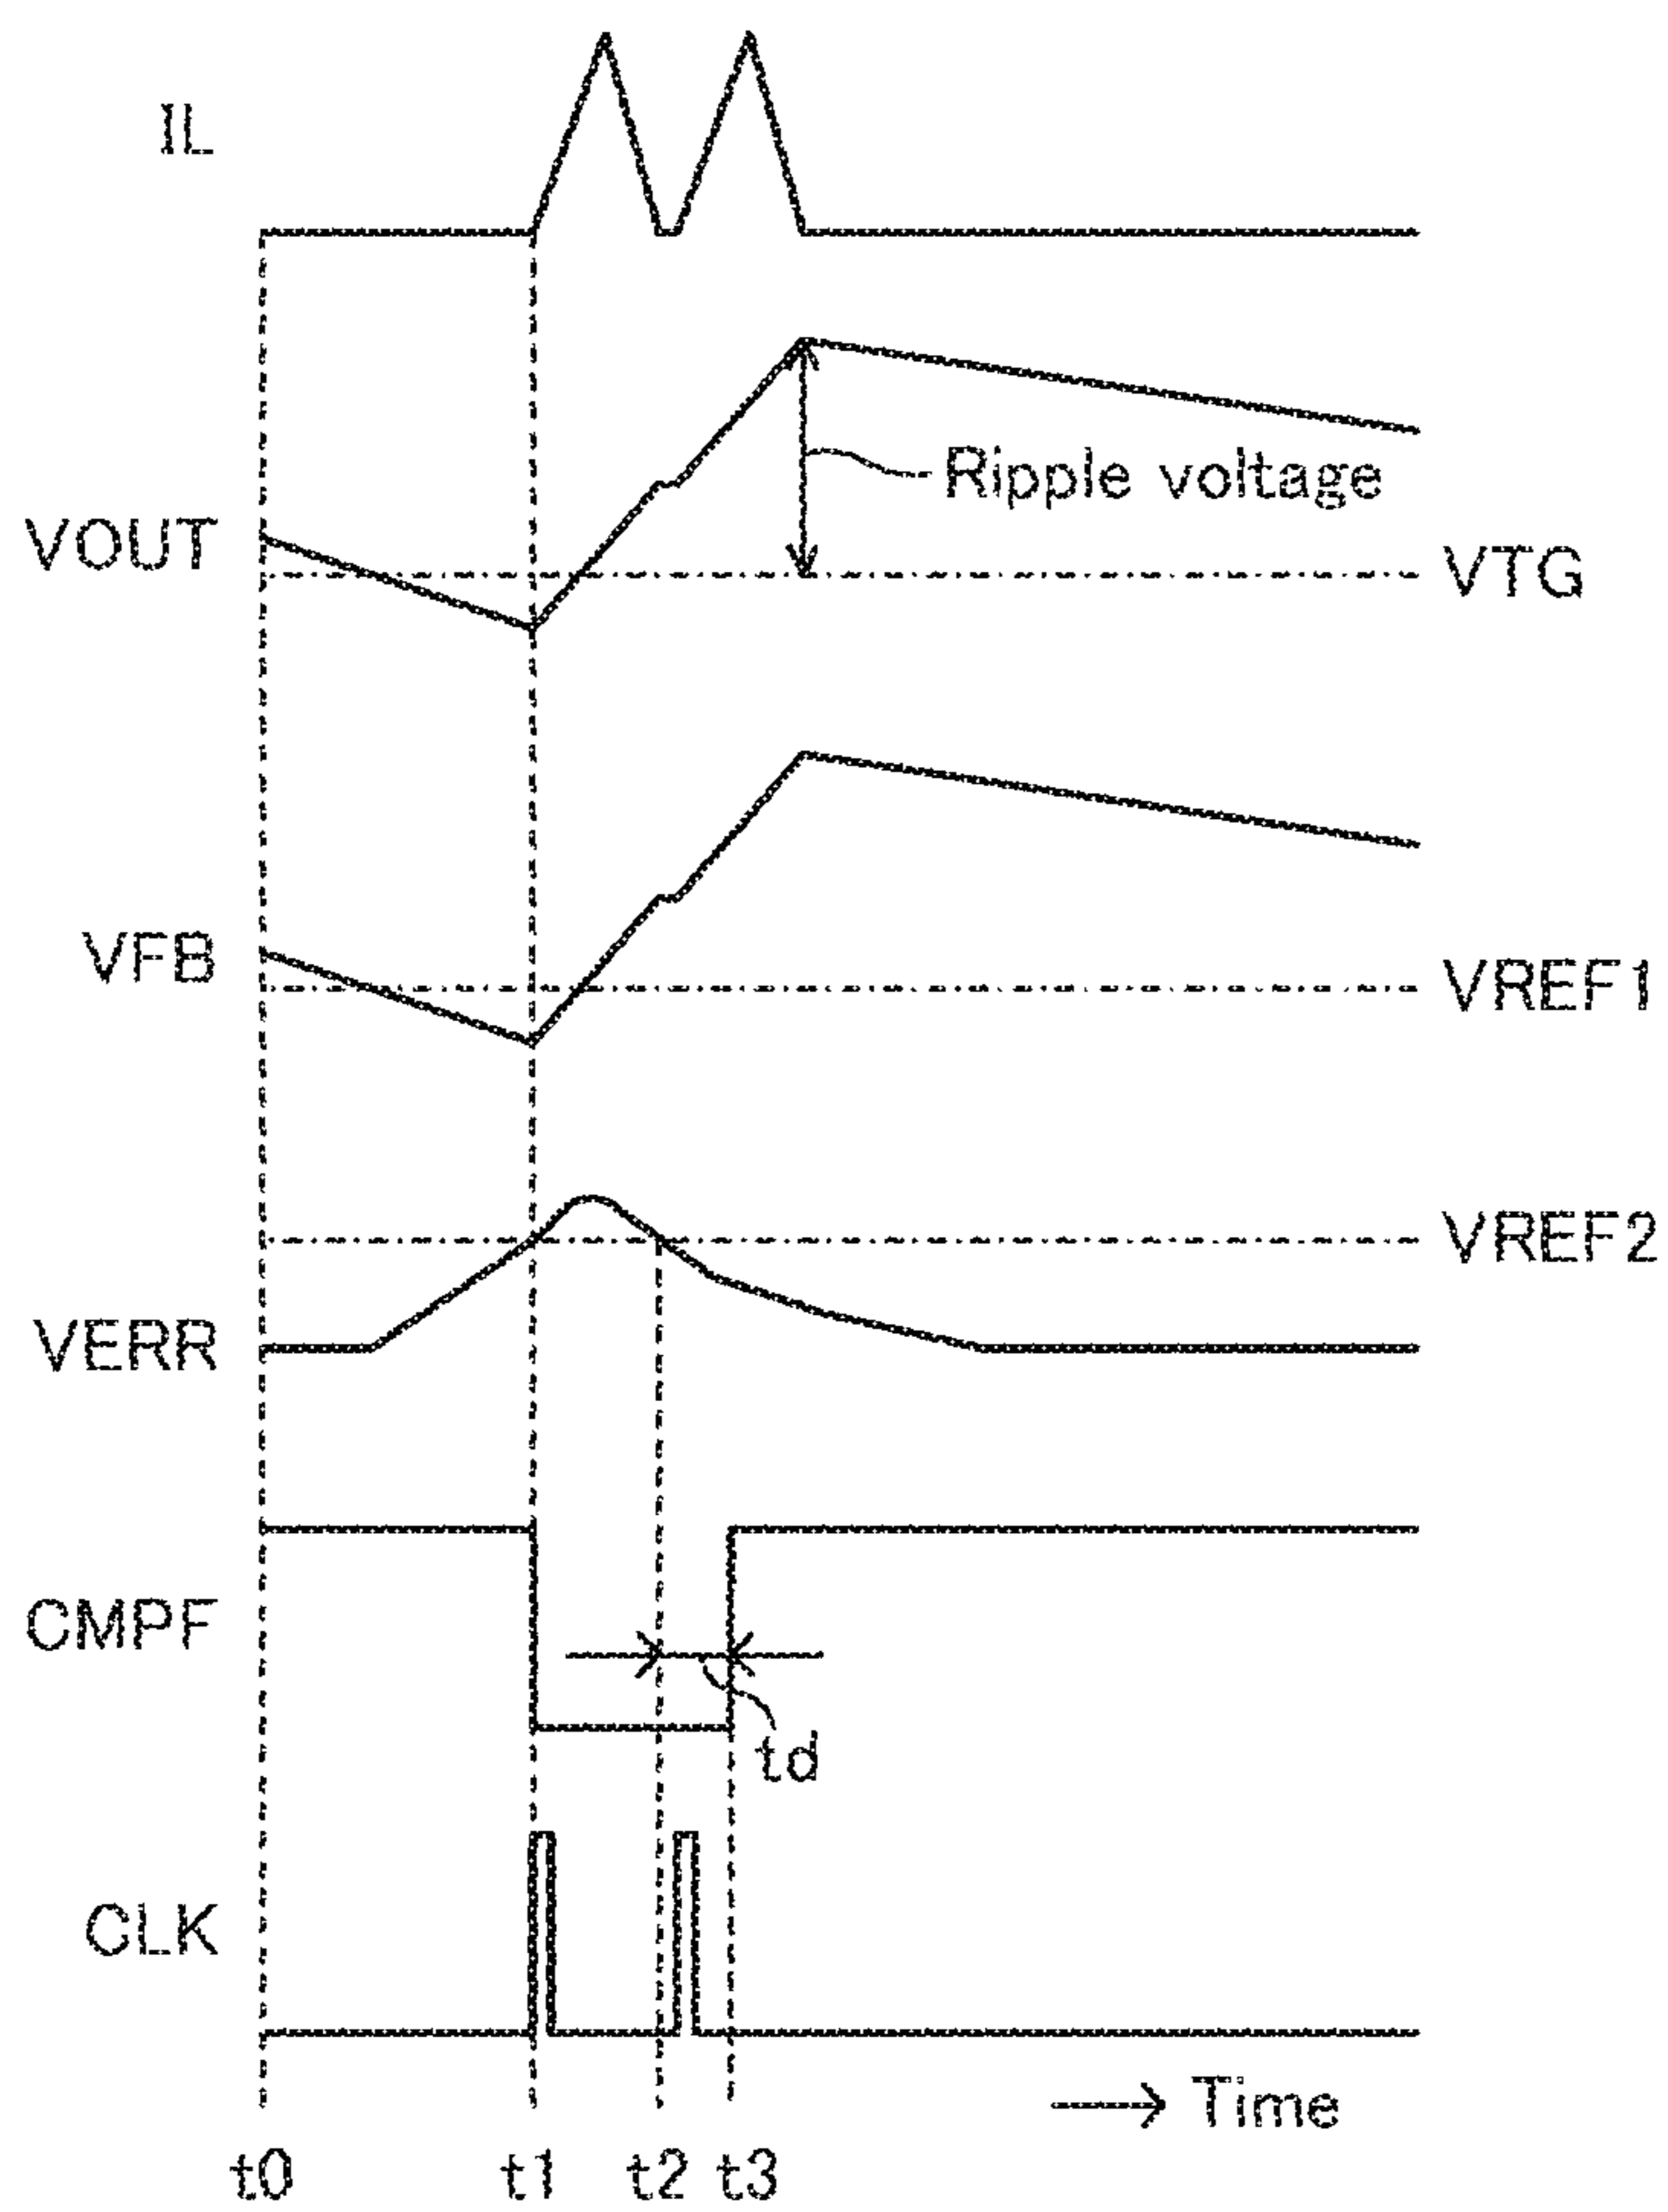 IL
Ripple voltage
VOUT
VTG
VFB
VREF1
VREF2
VERR
CMPF
td
CLK
Time
t0 t1 t2 t3